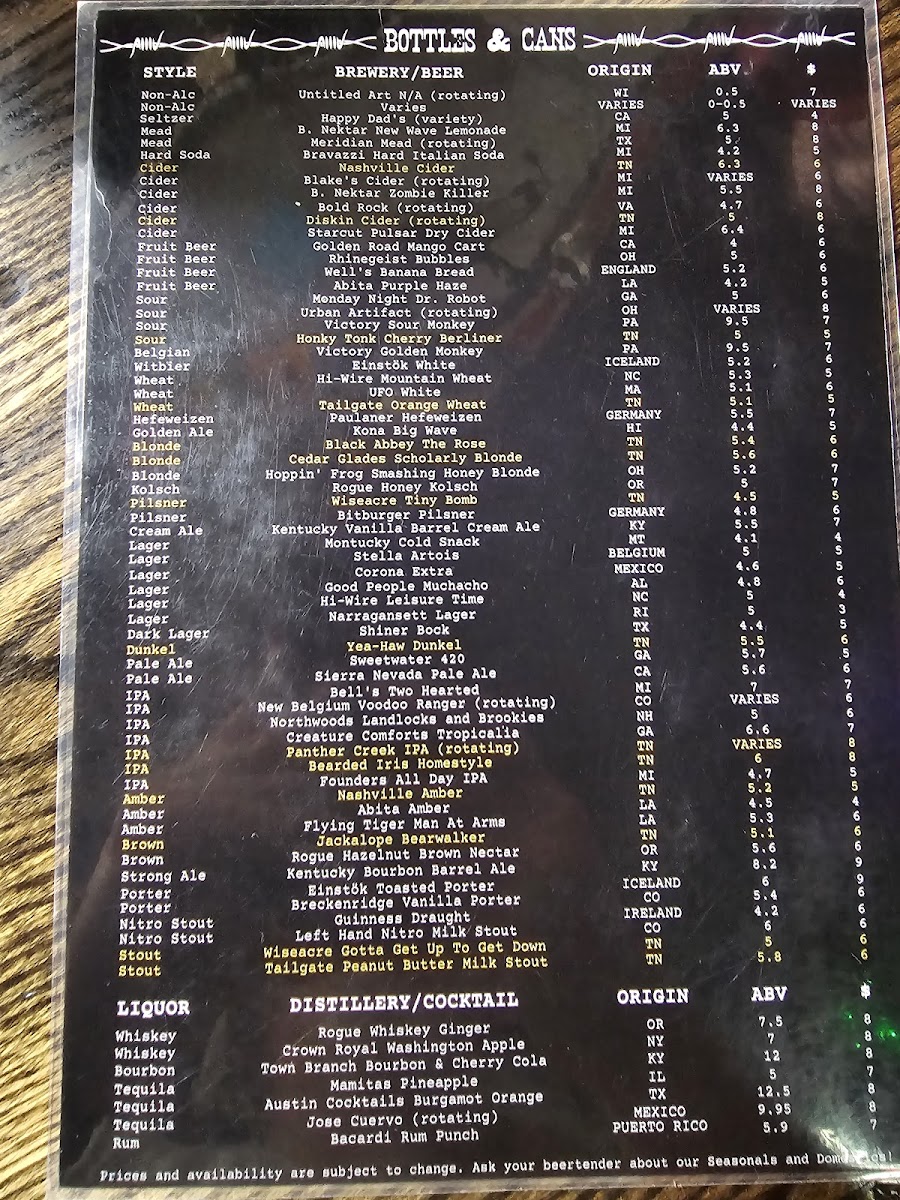 BOTTLES & CANS
STYLE BREWERY/BEER ORIGIN ABV $
Non-Alc Untitled Art N/A (rotating) WI 0.5 7
Non-Alc Varies VARIES 0-0.5 VARIES
Seltzer Happy Dad's (variety) CA 5 4
Mead B. Nektar New Wave Lemonade MI 6.3 8
Mead Meridian Mead (rotating) TX 5 8
Hard Soda Bravazzi Hard Italian Soda MI 4.2 5
Cider Nashville Cider TN 6.3 6
Cider Blake's Cider (rotating) MI VARIES 6
Cider B. Nektar Zombie Killer MI 5.5 8
Cider Bold Rock (rotating) VA 4.7 6
Cider Diskin Cider (rotating) TN 5 8
Cider Starcut Pulsar Dry Cider MI 6.4 6
Fruit Beer Golden Road Mango Cart CA 4 6
Fruit Beer Rhinegeist Bubbles OH 5 6
Fruit Beer Well's Banana Bread ENGLAND 5.2 6
Fruit Beer Abita Purple Haze LA 4.2 5
Sour Monday Night Dr. Robot GA 5 6
Sour Urban Artifact (rotating) OH VARIES 8
Sour Victory Sour Monkey PA 9.5 7
Sour Honky Tonk Cherry Berliner TN 5 5
Belgian Victory Golden Monkey PA 9.5 7
Witbier Einstök White ICELAND 5.2 6
Wheat Hi-Wire Mountain Wheat NC 5.3 5
Wheat UFO White MA 5.1 6
Wheat Tailgate Orange Wheat TN 5.1 5
Hefeweizen Paulaner Hefeweizen GERMANY 5.5 7
Golden Ale Kona Big Wave HI 4.4 5
Blonde Black Abbey The Rose TN 5.4 6
Blonde Cedar Glades Scholarly Blonde TN 5.6 6
Blonde Hoppin' Frog Smashing Honey Blonde OH 5.2 7
Kolsch Rogue Honey Kolsch OR 5 7
Pilsner Wiseacre Tiny Bomb TN 4.5 5
Pilsner Bitburger Pilsner GERMANY 4.8 6
Cream Ale Kentucky Vanilla Barrel Cream Ale KY 5.5 7
Lager Montucky Cold Snack MT 4.1 4
Lager Stella Artois BELGIUM 5 5
Lager Corona Extra MEXICO 4.6 5
Lager Good People Muchacho AL 4.8 6
Lager Hi-Wire Leisure Time NC 5 4
Lager Narragansett Lager RI 5 3
Dark Lager Shiner Bock TX 4.4 5
Dunkel Yea-Haw Dunkel TN 5.5 6
Pale Ale Sweetwater 420 GA 5.7 5
Pale Ale Sierra Nevada Pale Ale CA 5.6 6
IPA Bell's Two Hearted MI 7 7
IPA New Belgium Voodoo Ranger (rotating) CO VARIES 6
IPA Northwoods Landlocks and Brookies NH 5 6
IPA Creature Comforts Tropicalia GA 6.6 7
IPA Panther Creek IPA (rotating) TN VARIES 8
IPA Bearded Iris Homestyle TN 6 8
IPA Founders All Day IPA MI 4.7 5
Amber Nashville Amber TN 5.2 5
Amber Abita Amber LA 4.5 4
Amber Flying Tiger Man At Arms LA 5.3 6
Brown Jackalope Bearwalker TN 5.1 6
Brown Rogue Hazelnut Brown Nectar OR 5.6 6
Strong Ale Kentucky Bourbon Barrel Ale KY 8.2 9
Porter Einstök Toasted Porter ICELAND 6 9
Porter Breckenridge Vanilla Porter CO 5.4 6
Nitro Stout Guinness Draught IRELAND 4.2 6
Nitro Stout Left Hand Nitro Milk Stout CO 6 6
Stout Wiseacre Gotta Get Up To Get Down TN 5 6
Stout Tailgate Peanut Butter Milk Stout TN 5.8 6
LIQUOR DISTILLERY/COCKTAIL ORIGIN ABV $
Whiskey Rogue Whiskey Ginger OR 7.5 8
Whiskey Crown Royal Washington Apple NY 7 8
Bourbon Town Branch Bourbon & Cherry Cola KY 12 8
Tequila Mamitas Pineapple IL 5 7
Tequila Austin Cocktails Burgamot Orange TX 12.5 8
Tequila Jose Cuervo (rotating) MEXICO 9.95 8
Rum Bacardi Rum Punch PUERTO RICO 5.9 7
Prices and availability are subject to change. Ask your beertender about our Seasonals and Domestics!